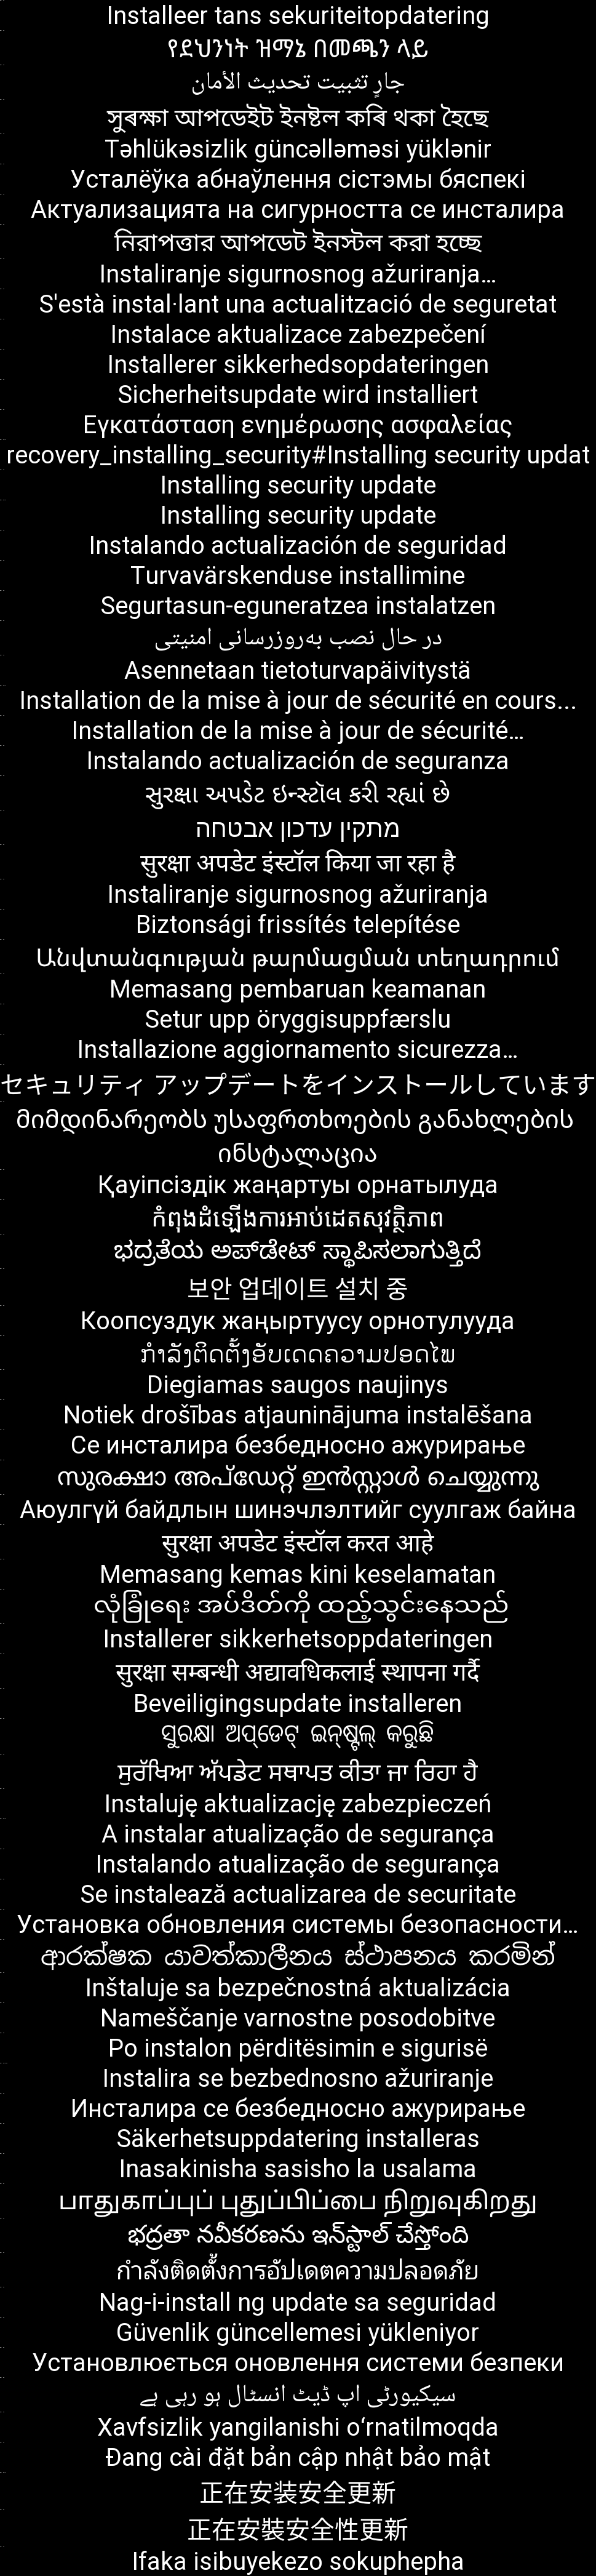 Installeer tans sekuriteitopdatering
የደህንነት ዝማኔ በመጫን ላይ
جارٍ تثبيت تحديث الأمان
সুৰক্ষা আপডেইট ইনষ্টল কৰি থকা হৈছে
Təhlükəsizlik güncəlləməsi yüklənir
Усталёўка абнаўлення сістэмы бяспекі
Актуализацията на сигурността се инсталира
নিরাপত্তার আপডেট ইনস্টল করা হচ্ছে
Instaliranje sigurnosnog ažuriranja…
S'està instal·lant una actualització de seguretat
Instalace aktualizace zabezpečení
Installerer sikkerhedsopdateringen
Sicherheitsupdate wird installiert
Εγκατάσταση ενημέρωσης ασφαλείας
recovery_installing_security#Installing security updat
Installing security update
Installing security update
Instalando actualización de seguridad
Turvavärskenduse installimine
Segurtasun-eguneratzea instalatzen
در حال نصب به‌روزرسانی امنیتی
Asennetaan tietoturvapäivitystä
Installation de la mise à jour de sécurité en cours...
Installation de la mise à jour de sécurité…
Instalando actualización de seguranza
સુરક્ષા અપડેટ ઇન્સ્ટૉલ કરી રહ્યાં છે
מתקין עדכון אבטחה
सुरक्षा अपडेट इंस्टॉल किया जा रहा है
Instaliranje sigurnosnog ažuriranja
Biztonsági frissítés telepítése
Անվտանգության թարմացման տեղադրում
Memasang pembaruan keamanan
Setur upp öryggisuppfærslu
Installazione aggiornamento sicurezza…
セキュリティ アップデートをインストールしています
მიმდინარეობს უსაფრთხოების განახლების
ინსტალაცია
Қауіпсіздік жаңартуы орнатылуда
កំពុងដំឡើងការអាប់ដេតសុវត្ថិភាព
ಭದ್ರತೆಯ ಅಪ್‌ಡೇಟ್‌ ಸ್ಥಾಪಿಸಲಾಗುತ್ತಿದೆ
보안 업데이트 설치 중
Коопсуздук жаңыртуусу орнотулууда
ກຳລັງຕິດຕັ້ງອັບເດດຄວາມປອດໄພ
Diegiamas saugos naujinys
Notiek drošības atjauninājuma instalēšana
Се инсталира безбедносно ажурирање
സുരക്ഷാ അപ്ഡേറ്റ് ഇൻസ്റ്റാൾ ചെയ്യുന്നു
Аюулгүй байдлын шинэчлэлтийг суулгаж байна
सुरक्षा अपडेट इंस्टॉल करत आहे
Memasang kemas kini keselamatan
လုံခြုံရေး အပ်ဒိတ်ကို ထည့်သွင်းနေသည်
Installerer sikkerhetsoppdateringen
सुरक्षा सम्बन्धी अद्यावधिकलाई स्थापना गर्दै
Beveiligingsupdate installeren
ସୁରକ୍ଷା ଅପ୍‌ଡେଟ୍‌ ଇନ୍‌ଷ୍ଟଲ୍‌ କରୁଛି
ਸੁਰੱਖਿਆ ਅੱਪਡੇਟ ਸਥਾਪਤ ਕੀਤਾ ਜਾ ਰਿਹਾ ਹੈ
Instaluję aktualizację zabezpieczeń
A instalar atualização de segurança
Instalando atualização de segurança
Se instalează actualizarea de securitate
Установка обновления системы безопасности…
ආරක්ෂක යාවත්කාලීනය ස්ථාපනය කරමින්
Inštaluje sa bezpečnostná aktualizácia
Nameščanje varnostne posodobitve
Po instalon përditësimin e sigurisë
Instalira se bezbednosno ažuriranje
Инсталира се безбедносно ажурирање
Säkerhetsuppdatering installeras
Inasakinisha sasisho la usalama
பாதுகாப்புப் புதுப்பிப்பை நிறுவுகிறது
భద్రతా నవీకరణను ఇన్‌స్టాల్ చేస్తోంది
กำลังติดตั้งการอัปเดตความปลอดภัย
Nag-i-install ng update sa seguridad
Güvenlik güncellemesi yükleniyor
Установлюється оновлення системи безпеки
سیکیورٹی اپ ڈیٹ انسٹال ہو رہی ہے
Xavfsizlik yangilanishi o‘rnatilmoqda
Đang cài đặt bản cập nhật bảo mật
正在安装安全更新
正在安裝安全性更新
Ifaka isibuyekezo sokuphepha